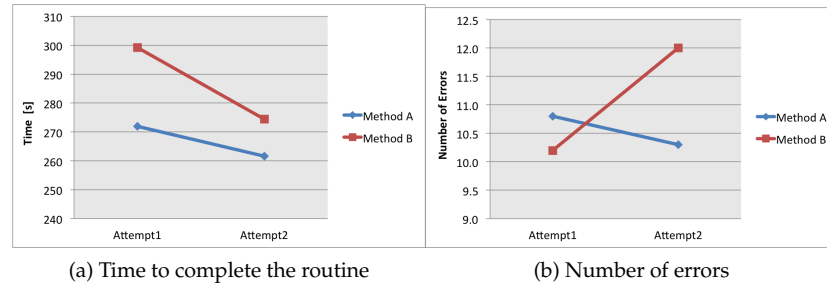 310
300
290
280
270
260
250
240
Time [s]
Attempt1
Attempt2
Method A
Method B
12.5
12.0
11.5
11.0
10.5
10.0
9.5
9.0
Number of Errors
Attempt1
Attempt2
Method A
Method B
(a) Time to complete the routine
(b) Number of errors